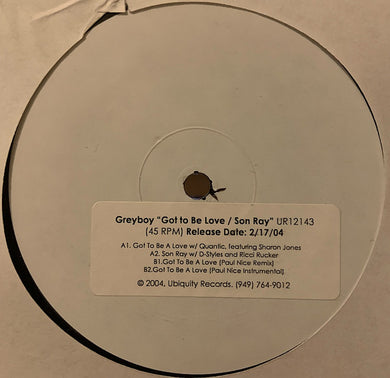 Greyboy "Got to Be Love / Son Ray" UR12143
(45 RPM) Release Date: 2/17/04
A1. Got To Be A Love w/ Quantic, featuring Sharon Jones
A2. Son Ray w/ D-Styles and Ricci Rucker
B1.Got To Be A Love (Paul Nice Remix)
B2.Got To Be A Love (Paul Nice Instrumental)
© 2004, Ubiquity Records. (949) 764-9012